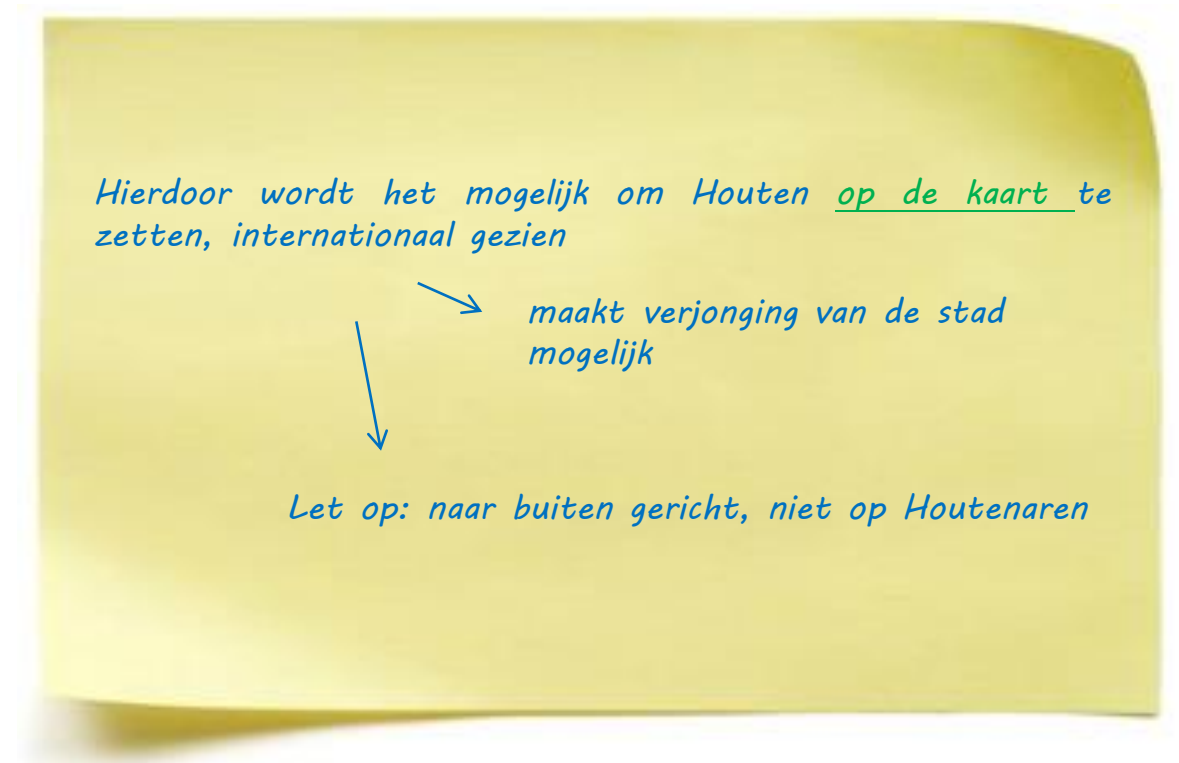 Hierdoor wordt het mogelijk om Houten op de kaart te
zetten, internationaal gezien
maakt verjonging van de stad
mogelijk
Let op: naar buiten gericht, niet op Houtenaren